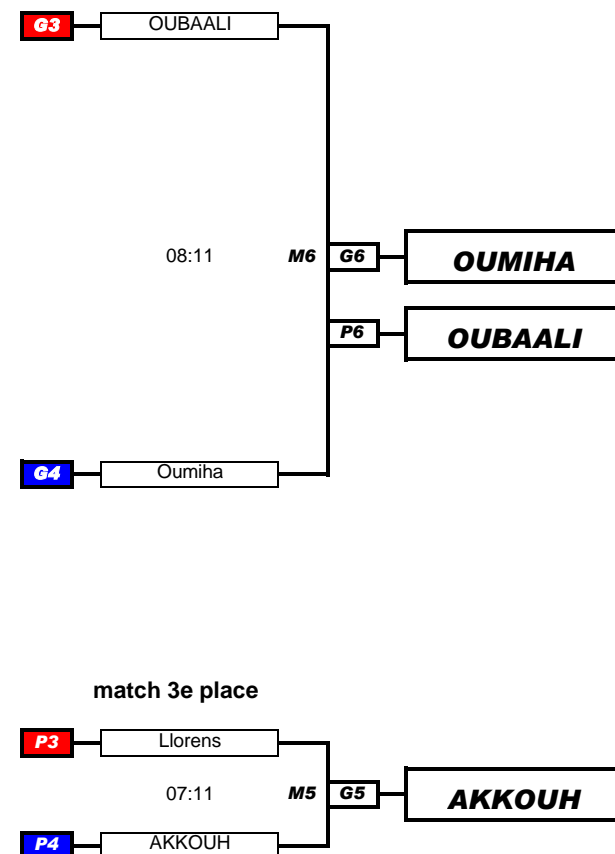 G3 OUBAALI
08:11 M6 G6 OUMIHA
P6 OUBAALI
G4 Oumiha
match 3e place
P3 Llorens
07:11 M5 G5 AKKOUH
P4 AKKOUH